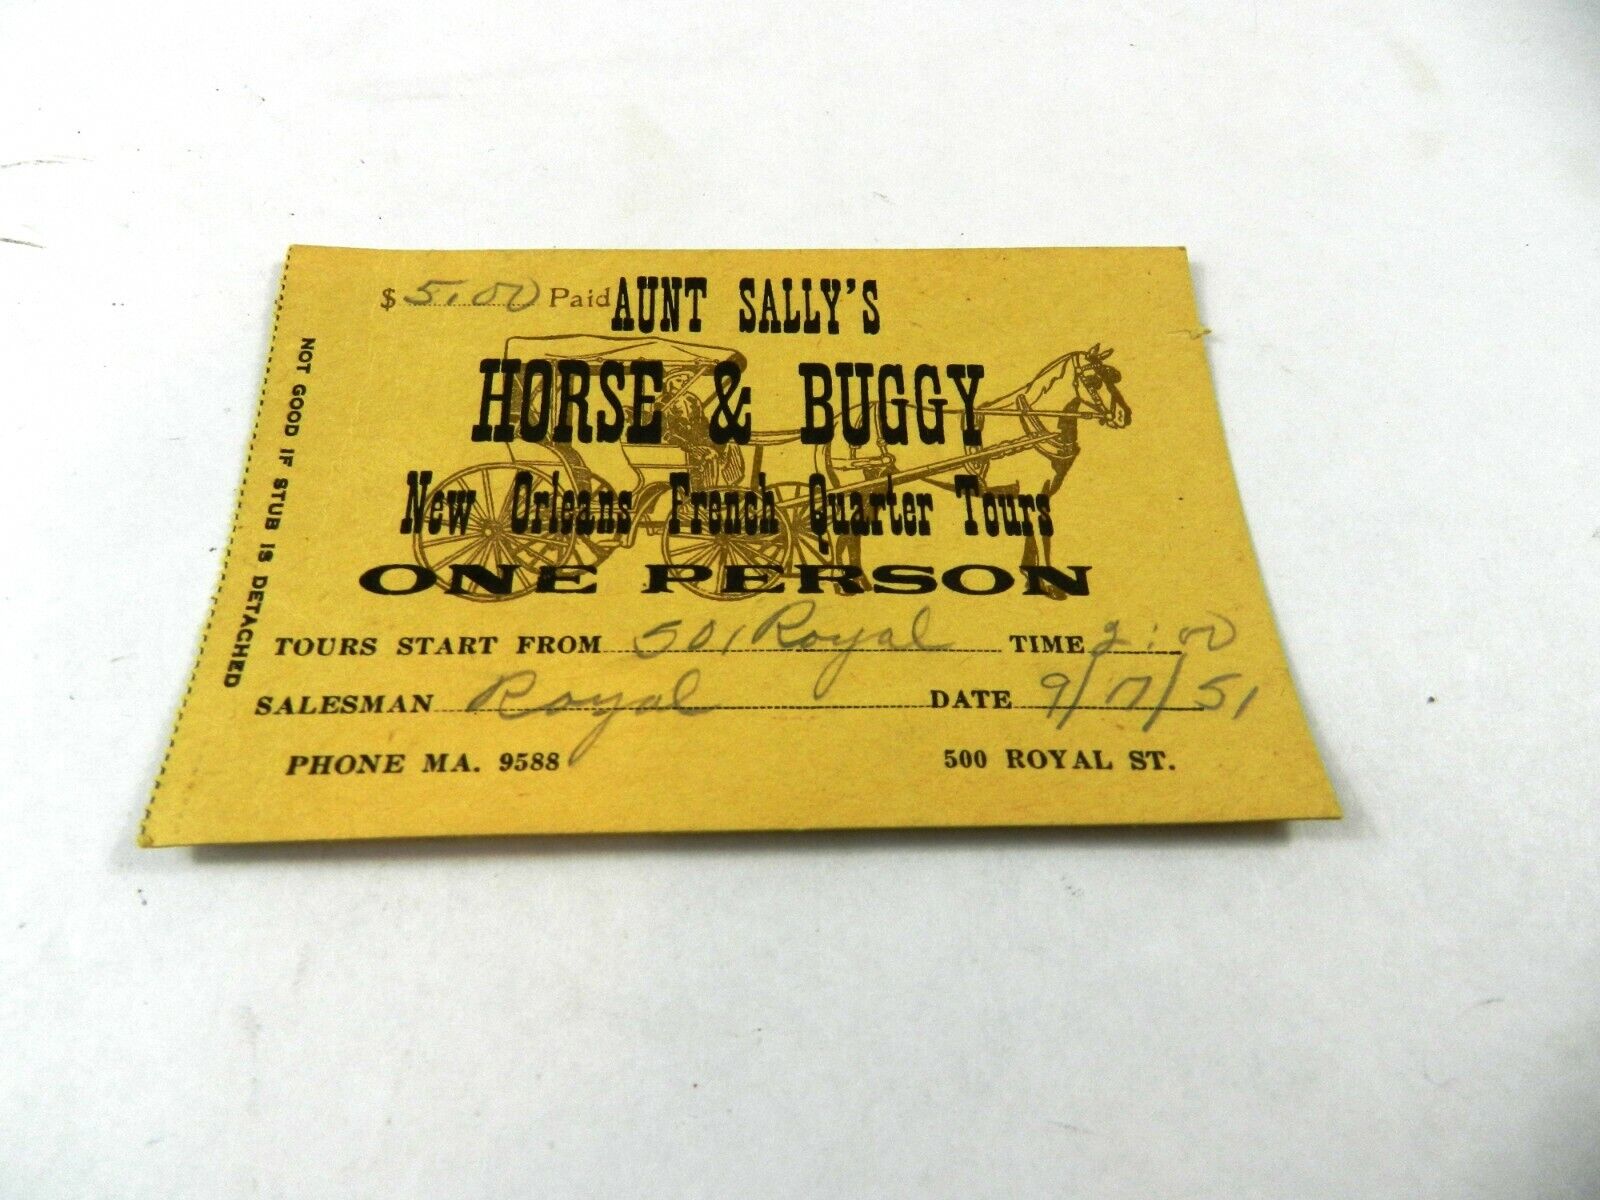 $ 5.00 Paid AUNT SALLY'S
HORSE & BUGGY
New Orleans French Quarter Tours
ONE PERSON
TOURS START FROM 501 Royal TIME 2:00
SALESMAN Royal DATE 9/17/51
PHONE MA. 9588 500 ROYAL ST.
NOT GOOD IF STUB IS DETACHED